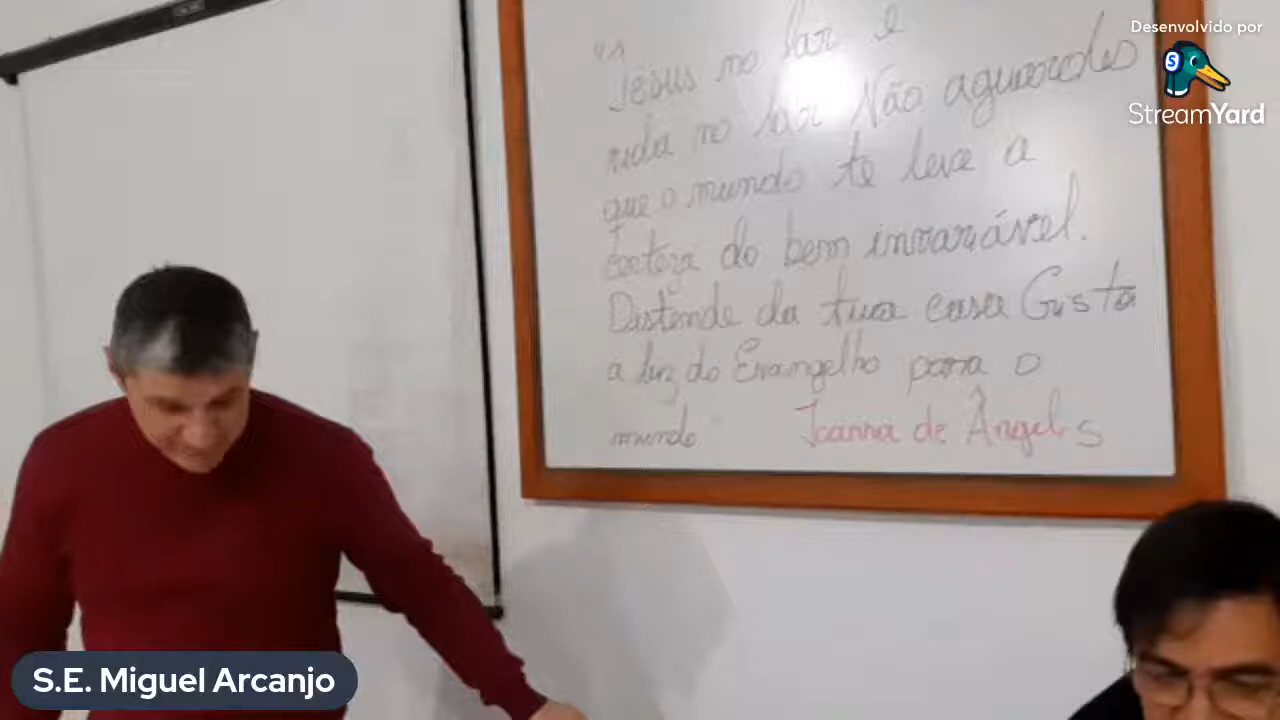 Desenvolvido por
StreamYard
"Jesus no lar é
vida no lar Não aguardes
que o mundo te leve a
certeza do bem invariável.
Distende da tua casa Cristã
a luz do Evangelho para o
mundo
Joanna de Ângelis
S.E. Miguel Arcanjo